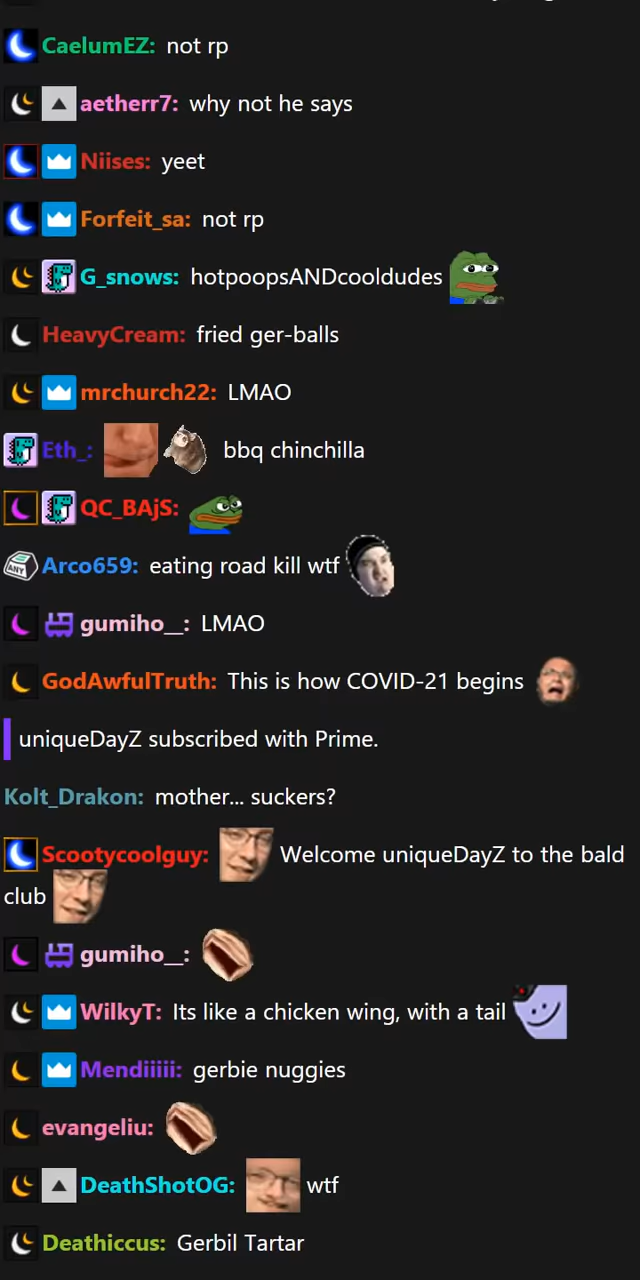 CaelumEZ: not rp
aetherr7: why not he says
Niises: yeet
Forfeit_sa: not rp
G_snows: hotpoopsANDcooldudes
HeavyCream: fried ger-balls
mrchurch22: LMAO
Eth_: bbq chinchilla
QC_BAjS:
ANY Arco659: eating road kill wtf
gumiho__: LMAO
GodAwfulTruth: This is how COVID-21 begins
uniqueDayZ subscribed with Prime.
Kolt_Drakon: mother... suckers?
Scootycoolguy: Welcome uniqueDayZ to the bald
club
gumiho__:
WilkyT: Its like a chicken wing, with a tail
Mendiiiii: gerbie nuggies
evangeliu:
DeathShotOG: wtf
Deathiccus: Gerbil Tartar